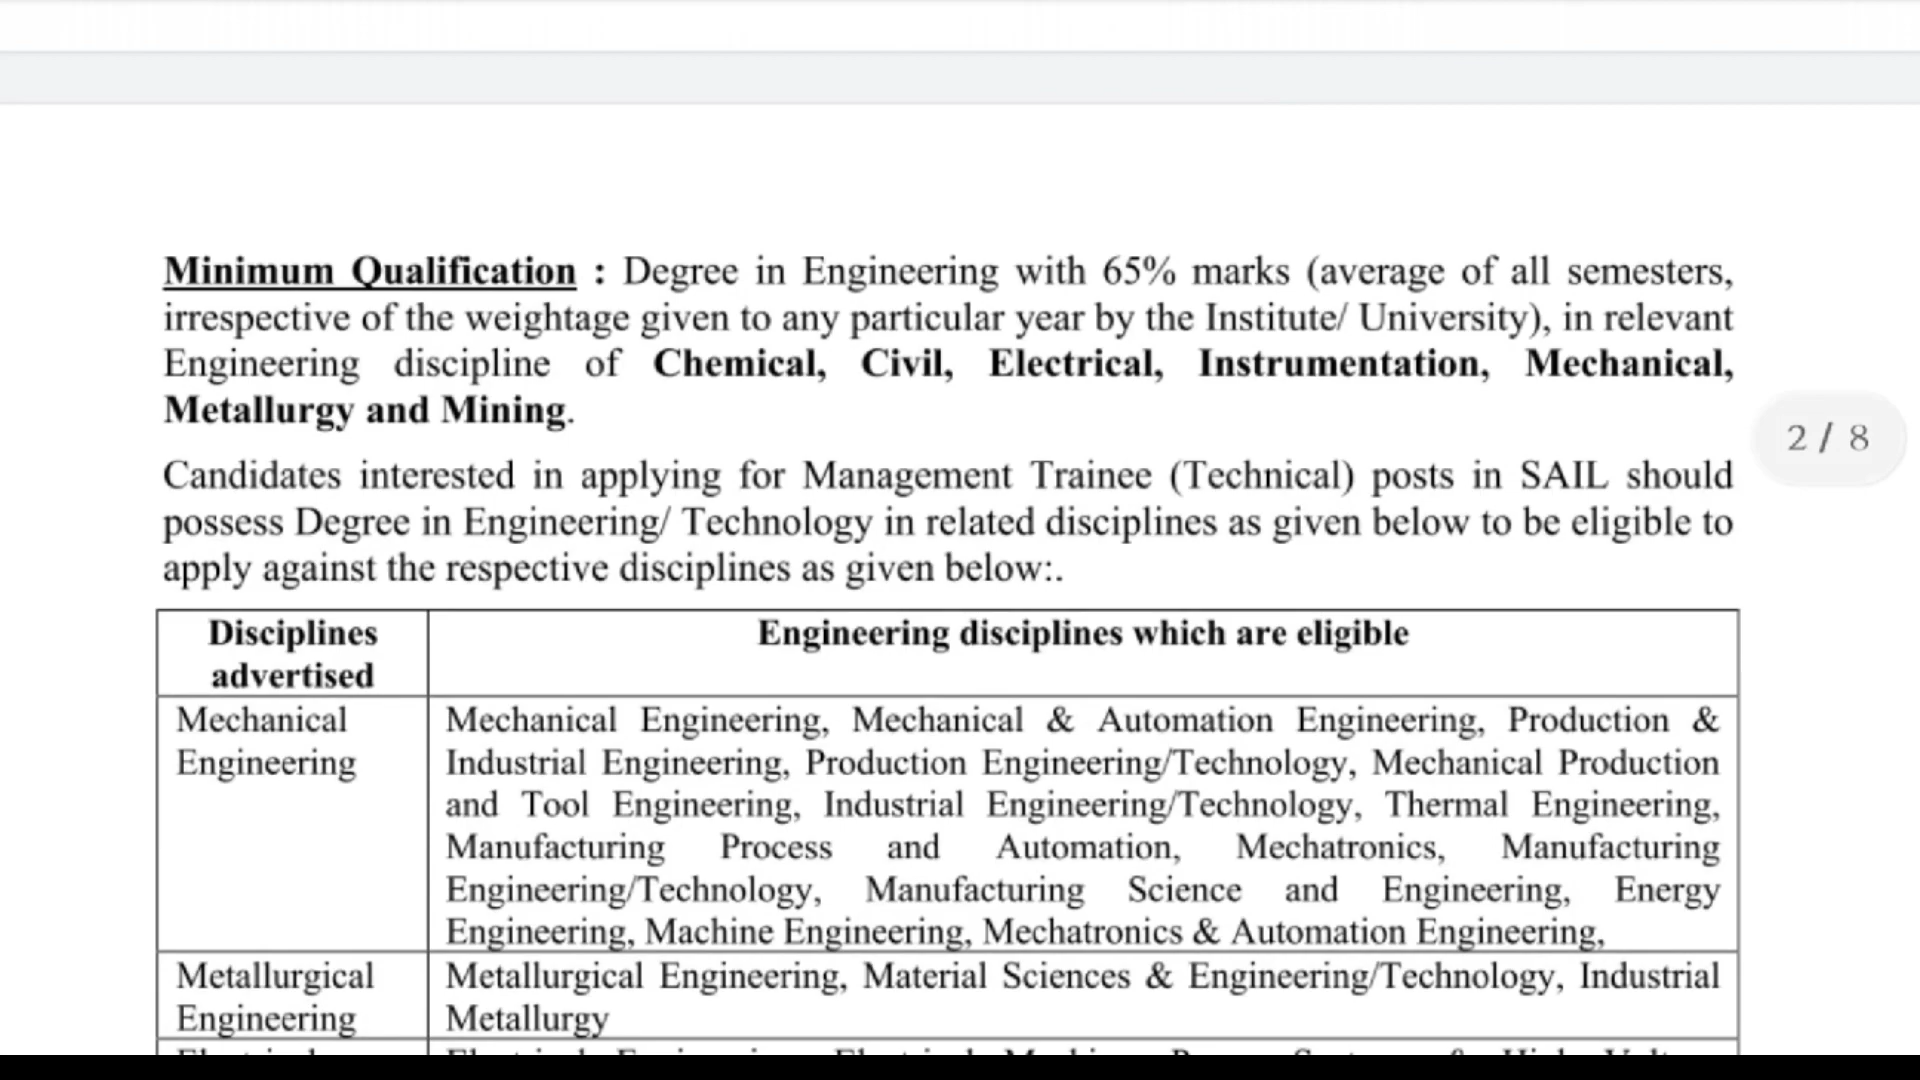 Minimum Qualification : Degree in Engineering with 65% marks (average of all semesters,
irrespective of the weightage given to any particular year by the Institute/ University), in relevant
Engineering discipline of Chemical, Civil, Electrical, Instrumentation, Mechanical,
Metallurgy and Mining.
2 / 8
Candidates interested in applying for Management Trainee (Technical) posts in SAIL should
possess Degree in Engineering/ Technology in related disciplines as given below to be eligible to
apply against the respective disciplines as given below:.
Disciplines
advertised
Engineering disciplines which are eligible
Mechanical
Engineering
Mechanical Engineering, Mechanical & Automation Engineering, Production &
Industrial Engineering, Production Engineering/Technology, Mechanical Production
and Tool Engineering, Industrial Engineering/Technology, Thermal Engineering,
Manufacturing Process and Automation, Mechatronics, Manufacturing
Engineering/Technology, Manufacturing Science and Engineering, Energy
Engineering, Machine Engineering, Mechatronics & Automation Engineering,
Metallurgical
Engineering
Metallurgical Engineering, Material Sciences & Engineering/Technology, Industrial
Metallurgy